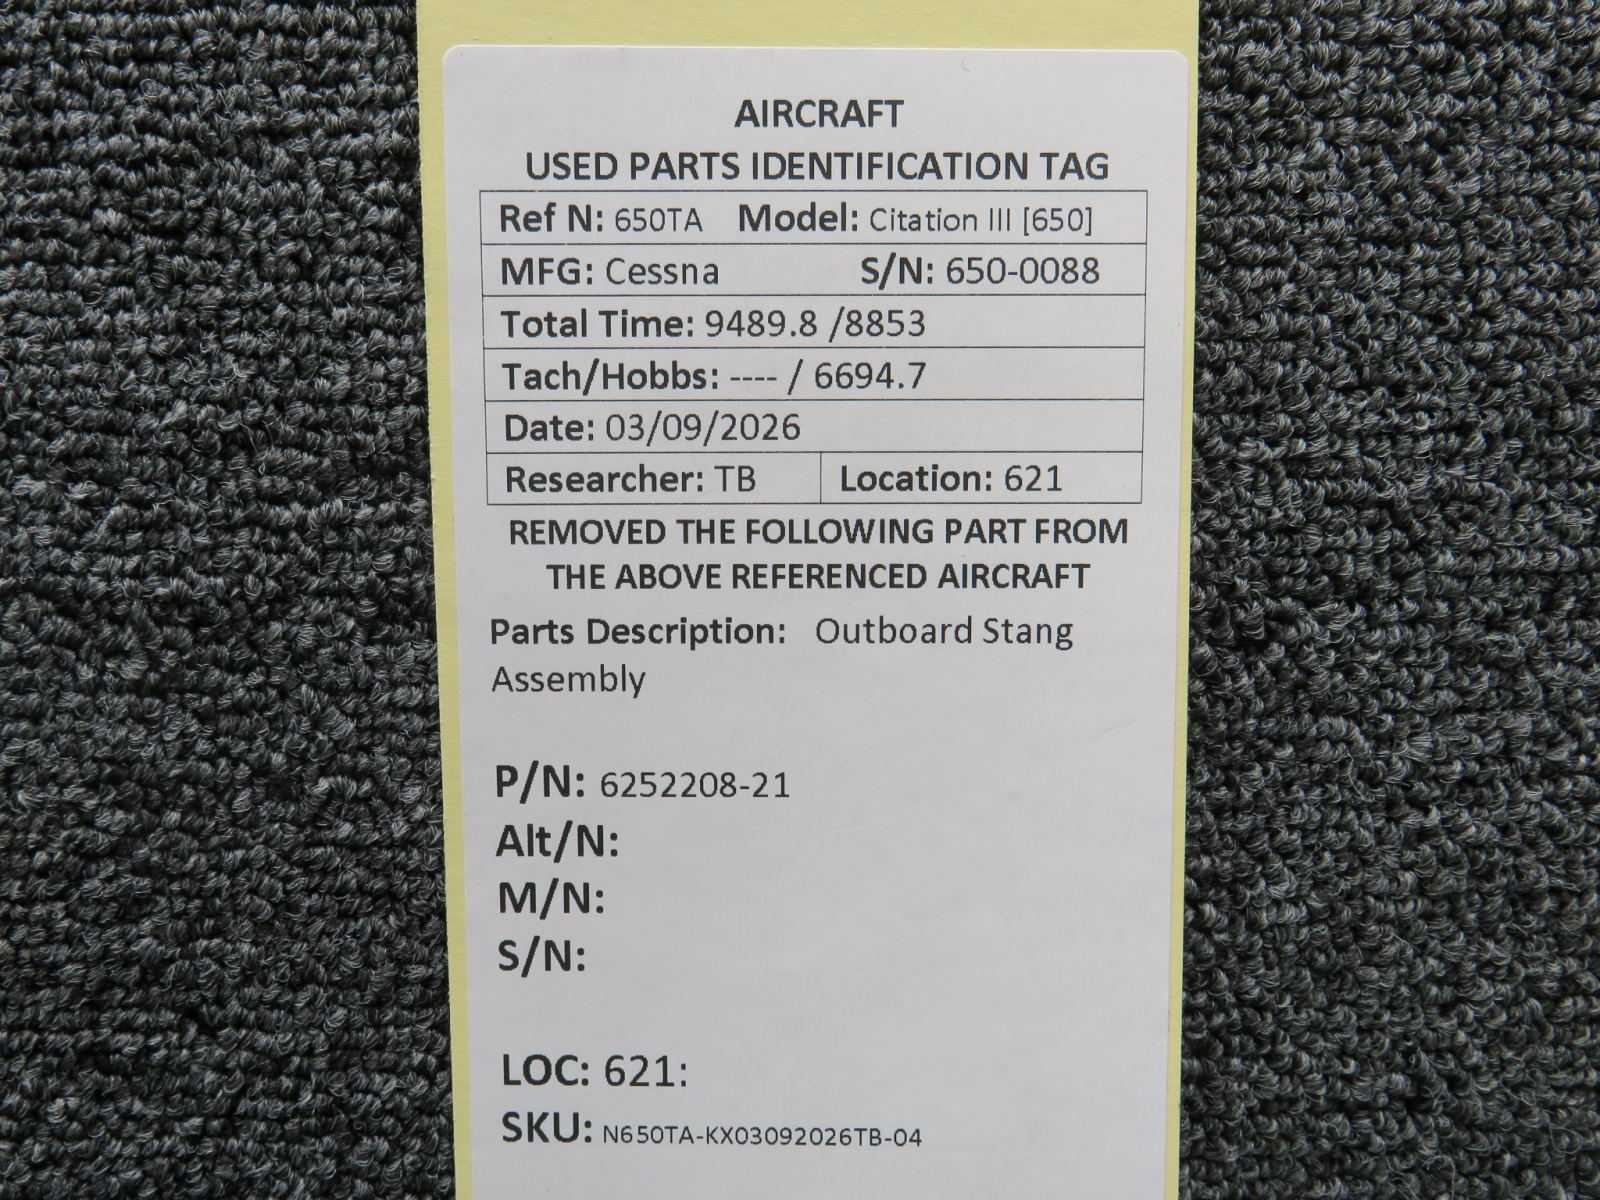 AIRCRAFT
USED PARTS IDENTIFICATION TAG
Ref N: 650TA Model: Citation III [650]
MFG: Cessna S/N: 650-0088
Total Time: 9489.8 /8853
Tach/Hobbs: ---- / 6694.7
Date: 03/09/2026
Researcher: TB Location: 621
REMOVED THE FOLLOWING PART FROM
THE ABOVE REFERENCED AIRCRAFT
Parts Description: Outboard Stang
Assembly
P/N: 6252208-21
Alt/N:
M/N:
S/N:
LOC: 621:
SKU: N650TA-KX03092026TB-04